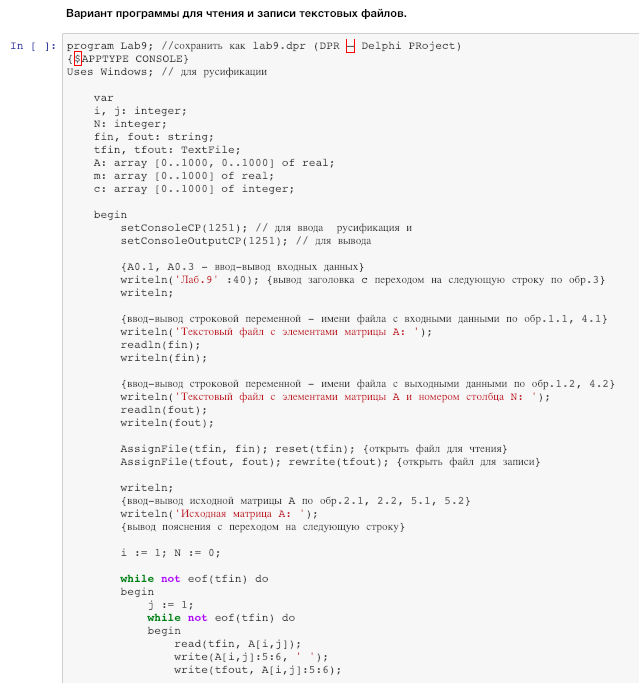 Вариант программы для чтения и записи текстовых файлов.
In [ ]: program Lab9; //сохранить как lab9.dpr (DPR — Delphi PRoject)
{$APPTYPE CONSOLE}
Uses Windows; // для русификации
var
i, j: integer;
N: integer;
fin, fout: string;
tfin, tfout: TextFile;
A: array [0..1000, 0..1000] of real;
m: array [0..1000] of real;
c: array [0..1000] of integer;
begin
setConsoleCP(1251); // для ввода  русификация и
setConsoleOutputCP(1251); // для вывода
{A0.1, A0.3 - ввод-вывод входных данных}
writeln('Лаб.9' :40); {вывод заголовка с переходом на следующую строку по обр.3}
writeln;
{ввод-вывод строковой переменной - имени файла с входными данными по обр.1.1, 4.1}
writeln('Текстовый файл с элементами матрицы A: ');
readln(fin);
writeln(fin);
{ввод-вывод строковой переменной - имени файла с выходными данными по обр.1.2, 4.2}
writeln('Текстовый файл с элементами матрицы A и номером столбца N: ');
readln(fout);
writeln(fout);
AssignFile(tfin, fin); reset(tfin); {открыть файл для чтения}
AssignFile(tfout, fout); rewrite(tfout); {открыть файл для записи}
writeln;
{ввод-вывод исходной матрицы A по обр.2.1, 2.2, 5.1, 5.2}
writeln('Исходная матрица A: ');
{вывод пояснения с переходом на следующую строку}
i := 1; N := 0;
while not eof(tfin) do
begin
j := 1;
while not eof(tfin) do
begin
read(tfin, A[i,j]);
write(A[i,j]:5:6, ' ');
write(tfout, A[i,j]:5:6);